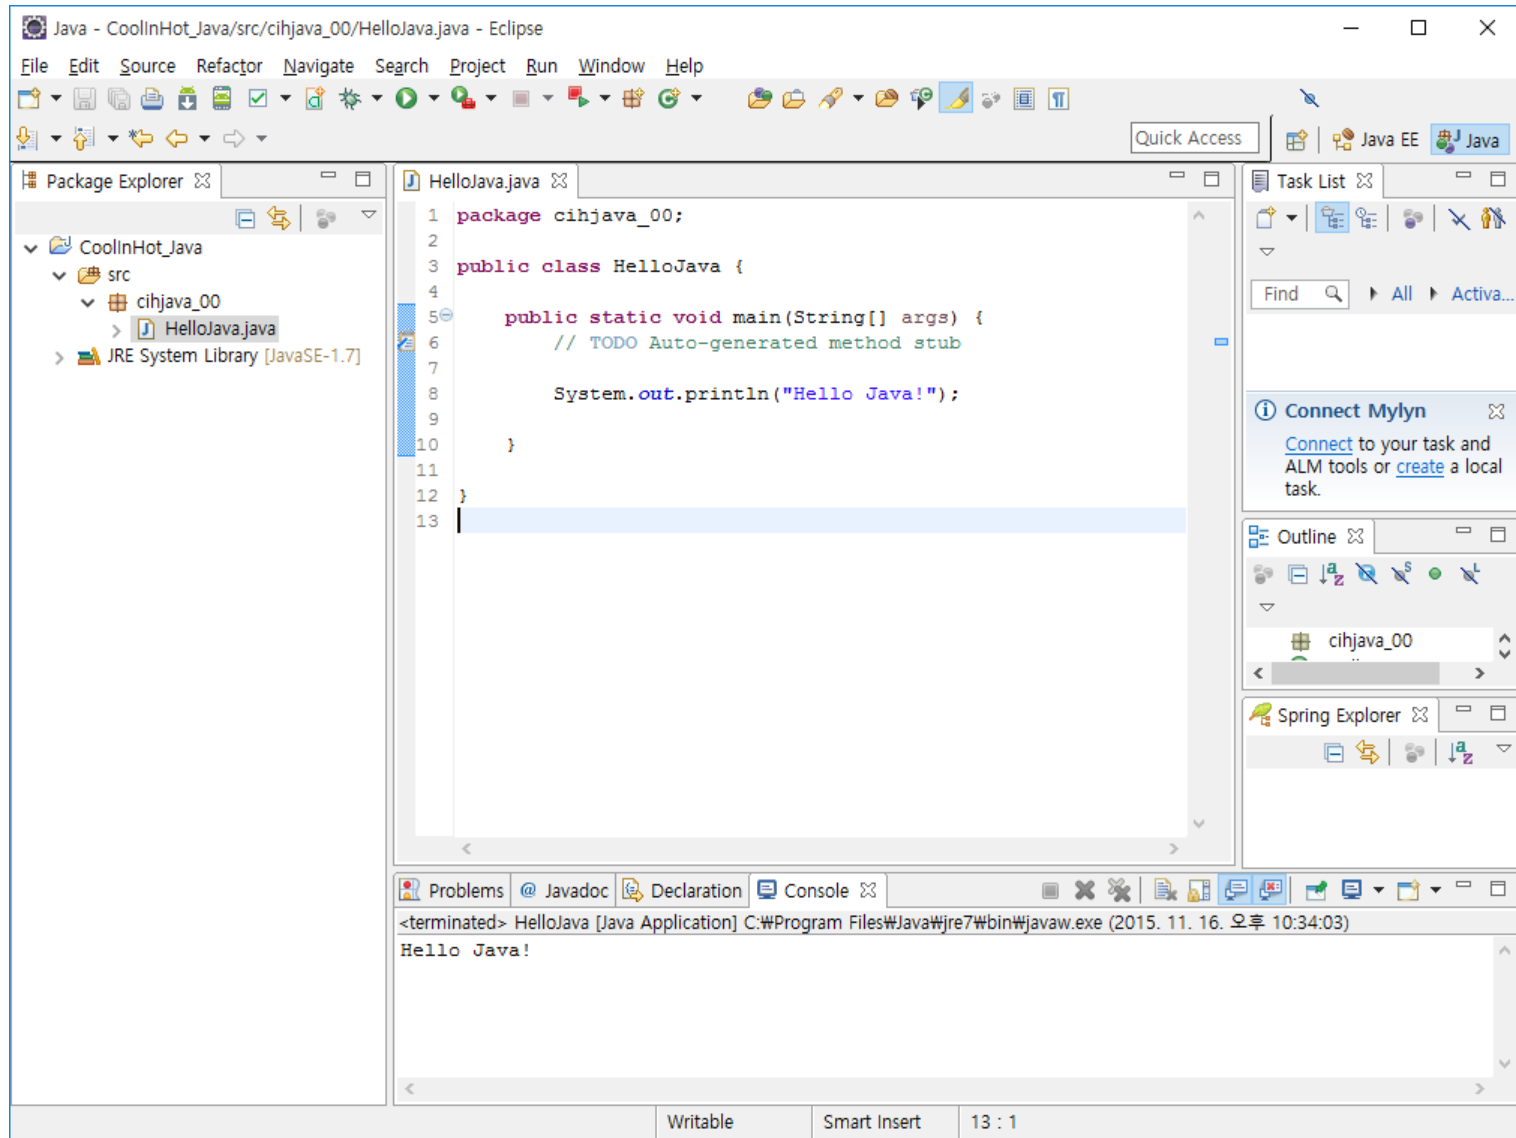 Java - CoolInHot_Java/src/cihjava_00/HelloJava.java - Eclipse
File Edit Source Refactor Navigate Search Project Run Window Help
Quick Access
Java EE
Java
Package Explorer
CoolInHot_Java
src
cihjava_00
HelloJava.java
JRE System Library [JavaSE-1.7]
HelloJava.java
1 package cihjava_00;
2
3 public class HelloJava {
4
5 public static void main(String[] args) {
6 // TODO Auto-generated method stub
7
8 System.out.println("Hello Java!");
9
10 }
11
12 }
13
Task List
Find All Activa...
Connect Mylyn
Connect to your task and
ALM tools or create a local
task.
Outline
cihjava_00
Spring Explorer
Problems @ Javadoc Declaration Console
<terminated> HelloJava [Java Application] C:₩Program Files₩Java₩jre7₩bin₩javaw.exe (2015. 11. 16. 오후 10:34:03)
Hello Java!
Writable Smart Insert 13 : 1